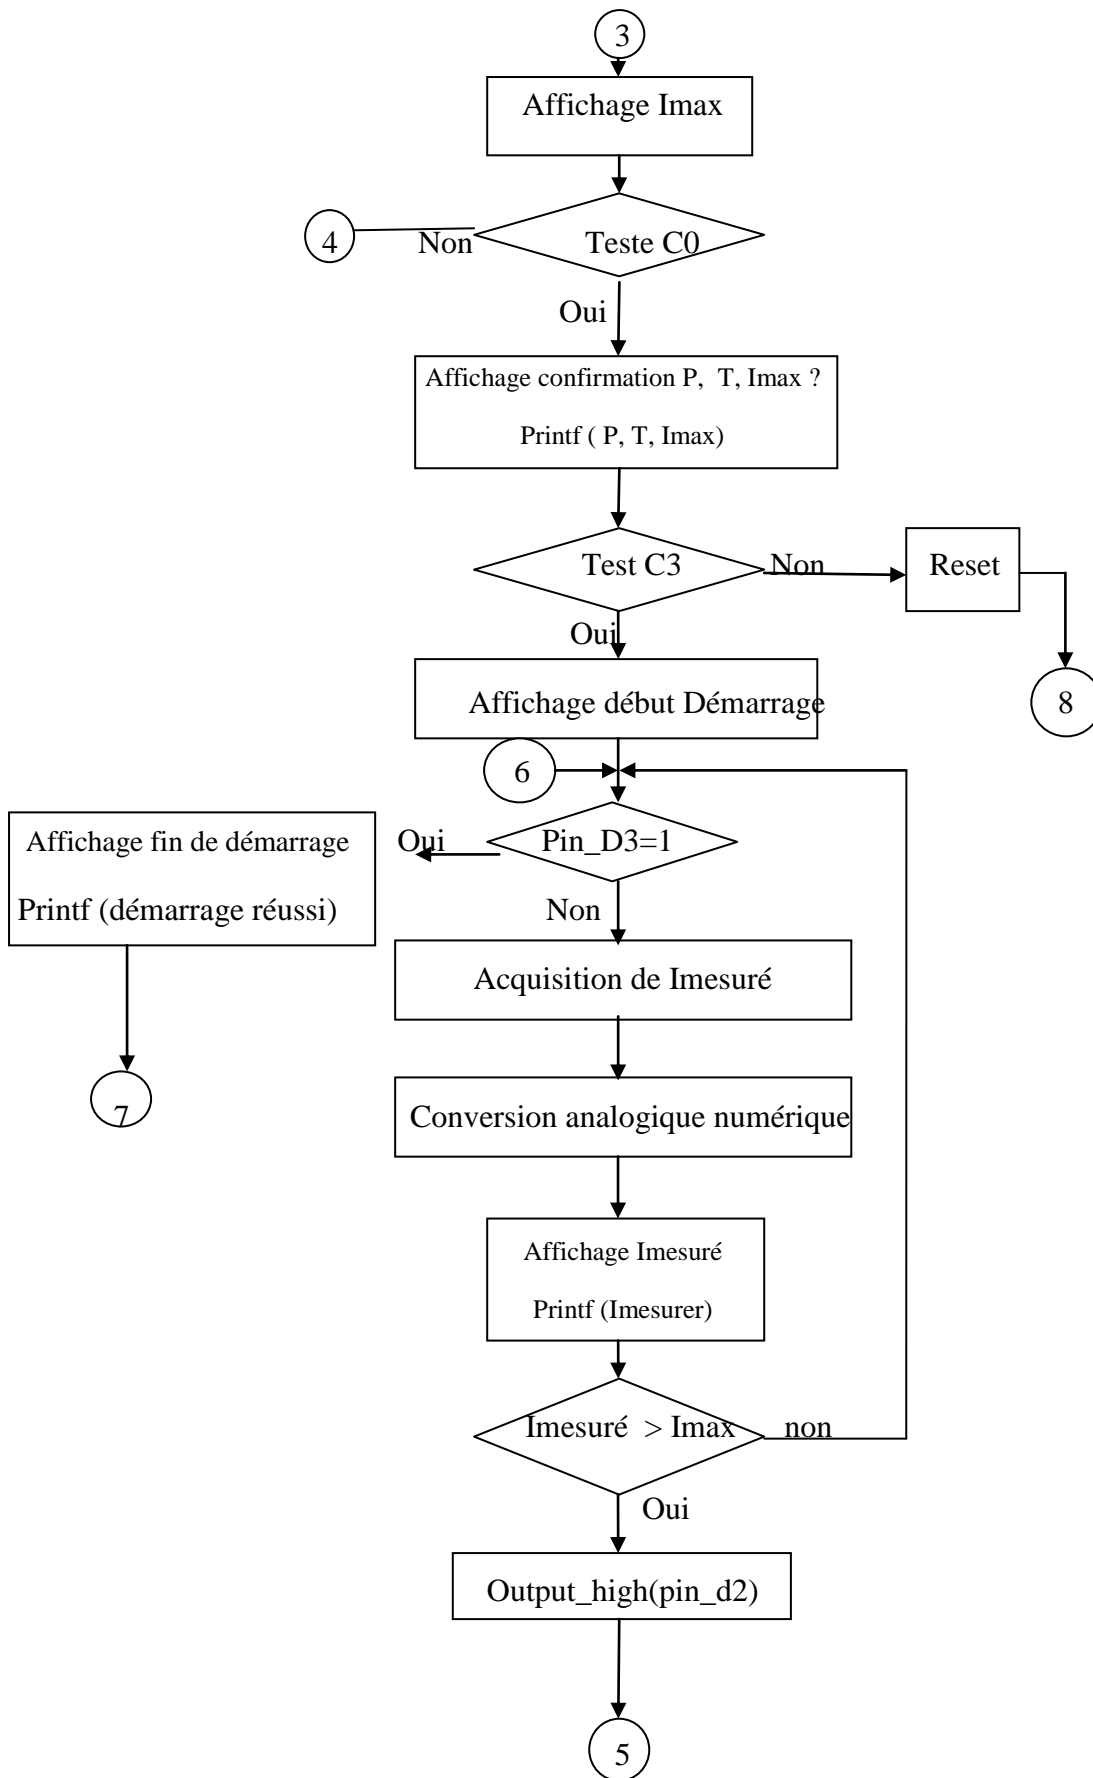 3
Affichage Imax
4
Non
Teste C0
Oui
Affichage confirmation P, T, Imax ?
Printf ( P, T, Imax)
Test C3
Non
Reset
Oui
Affichage début Démarrage
8
6
Affichage fin de démarrage
Printf (démarrage réussi)
Oui
Pin_D3=1
Non
Acquisition de Imesuré
7
Conversion analogique numérique
Affichage Imesuré
Printf (Imesurer)
Imesuré > Imax
non
Oui
Output_high(pin_d2)
5